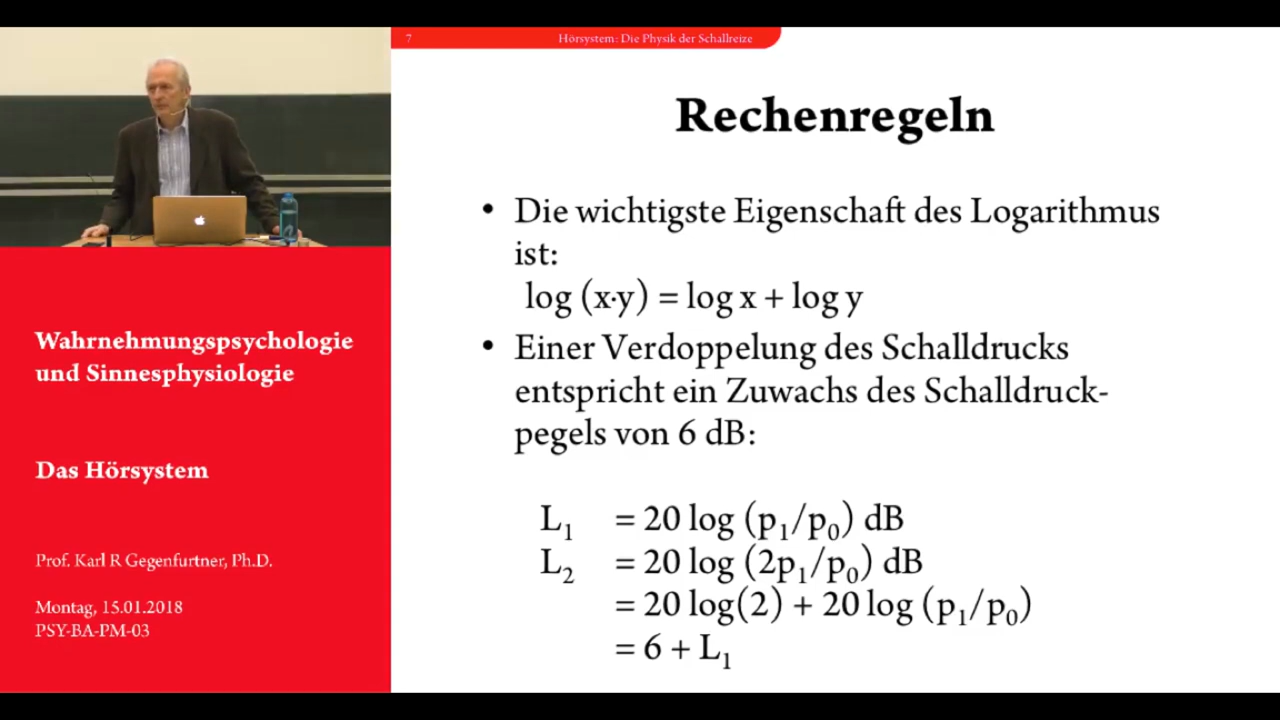 7 Hörsystem: Die Physik der Schallreize
Rechenregeln
• Die wichtigste Eigenschaft des Logarithmus
ist:
log (x·y) = log x + log y
• Einer Verdoppelung des Schalldrucks
entspricht ein Zuwachs des Schalldruck-
pegels von 6 dB:
L₁ = 20 log (p₁/p₀) dB
L₂ = 20 log (2p₁/p₀) dB
= 20 log(2) + 20 log (p₁/p₀)
= 6 + L₁
Wahrnehmungspsychologie
und Sinnesphysiologie
Das Hörsystem
Prof. Karl R Gegenfurtner, Ph.D.
Montag, 15.01.2018
PSY-BA-PM-03